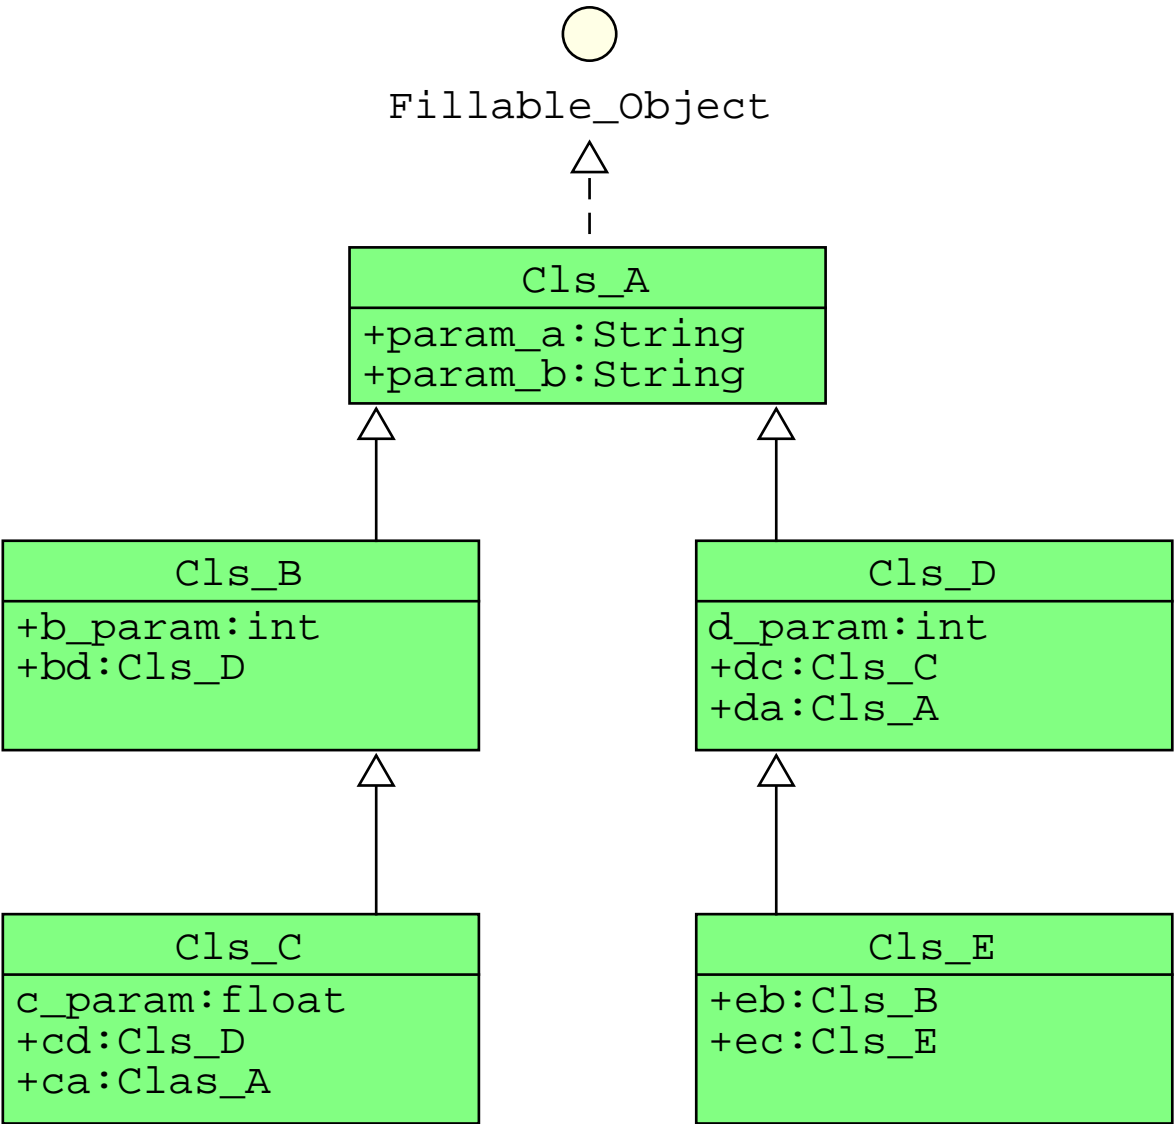 Fillable_Object
Cls_A
+param_a:String
+param_b:String
Cls_B
+b_param:int
+bd:Cls_D
Cls_D
d_param:int
+dc:Cls_C
+da:Cls_A
Cls_C
c_param:float
+cd:Cls_D
+ca:Clas_A
Cls_E
+eb:Cls_B
+ec:Cls_E